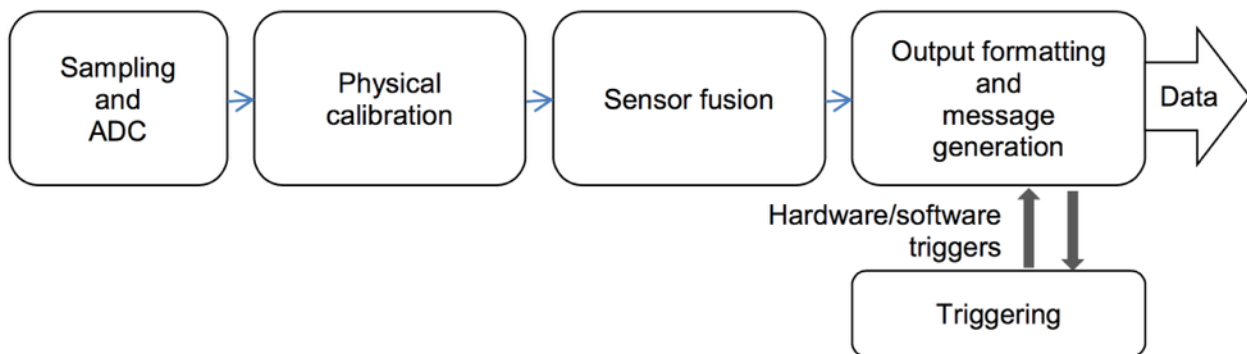 Sampling
and
ADC
Physical
calibration
Sensor fusion
Output formatting
and
message
generation
Data
Hardware/software
triggers
Triggering